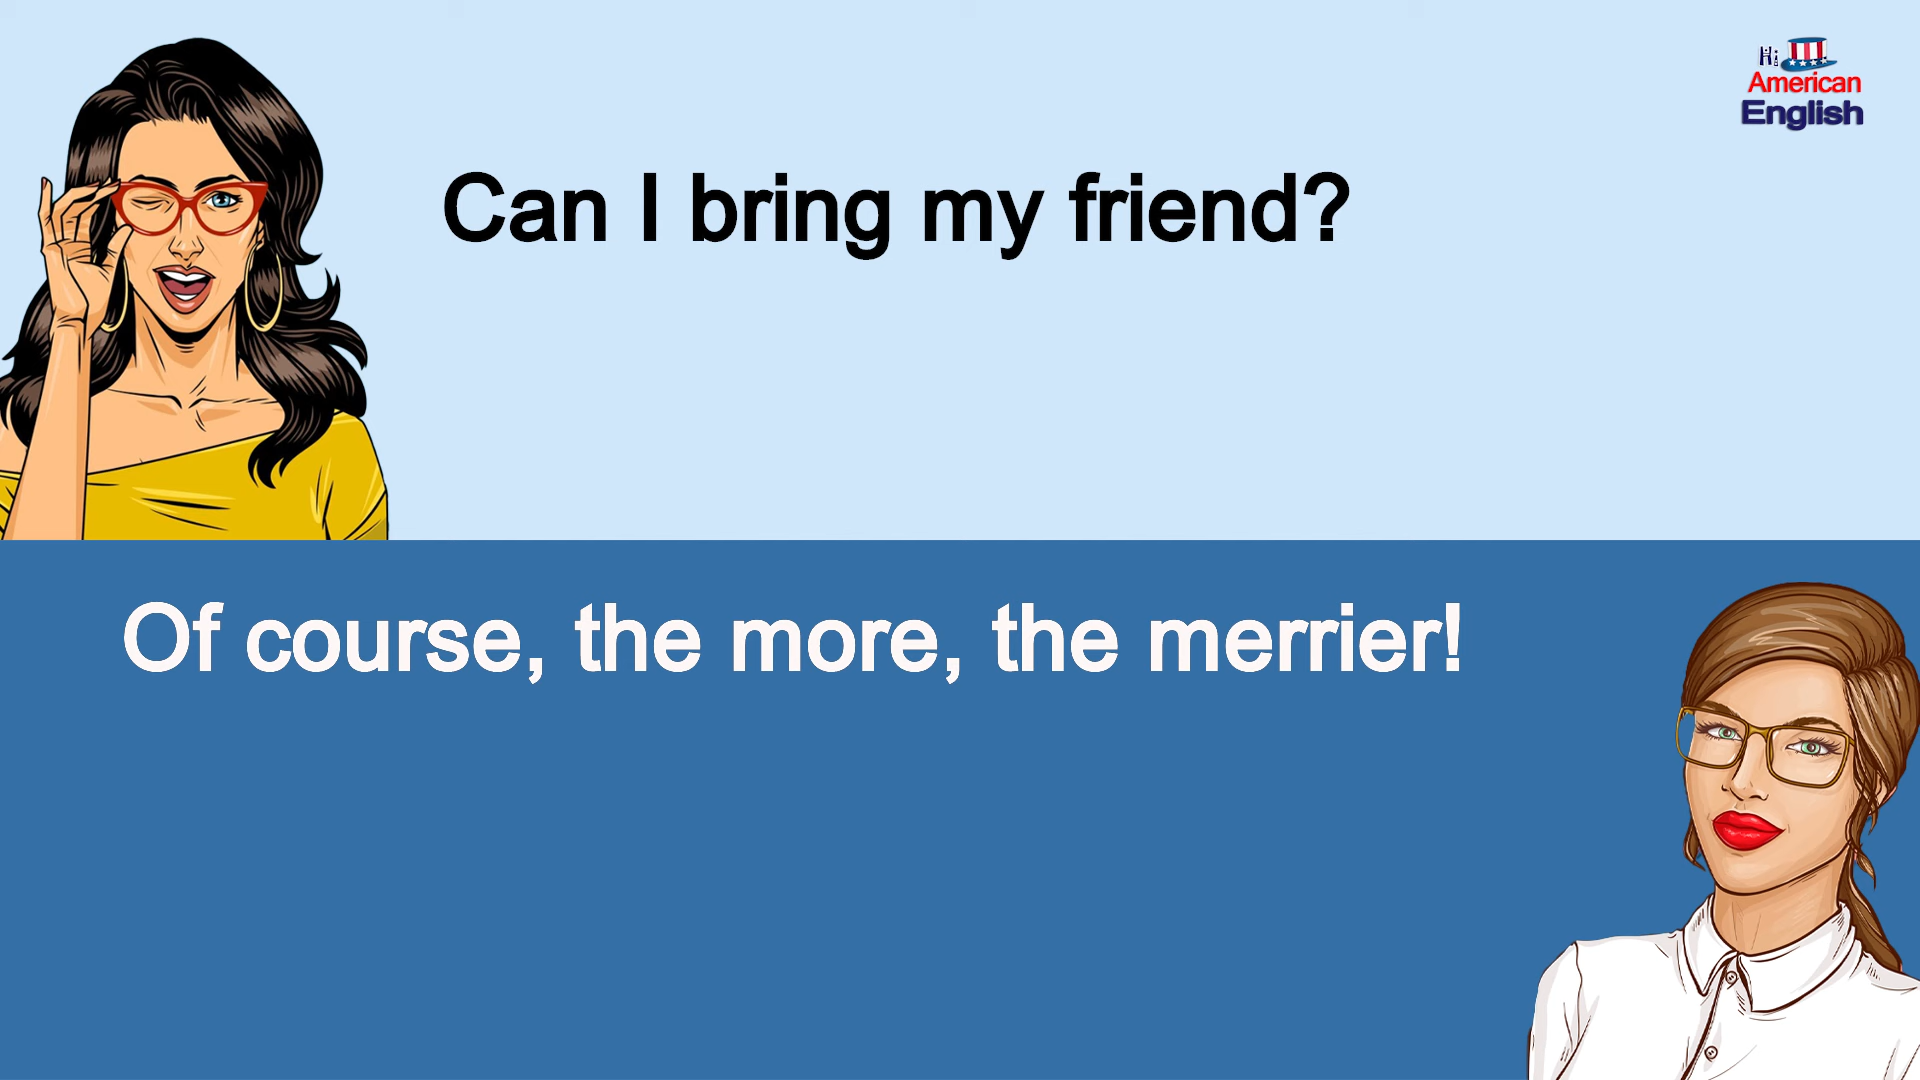 Hi
American
English
Can I bring my friend?
Of course, the more, the merrier!